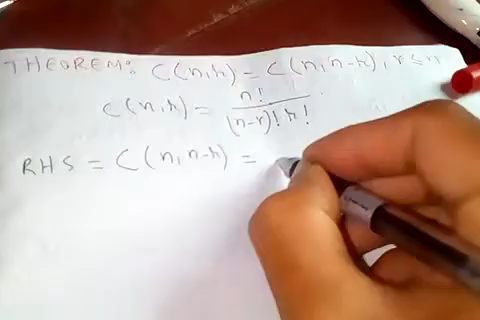 THEOREM: C(n,r) = C(n,n-r), r ≤ n
C(n,r) = n! / (n-r)! r!
RHS = C(n,n-r) =